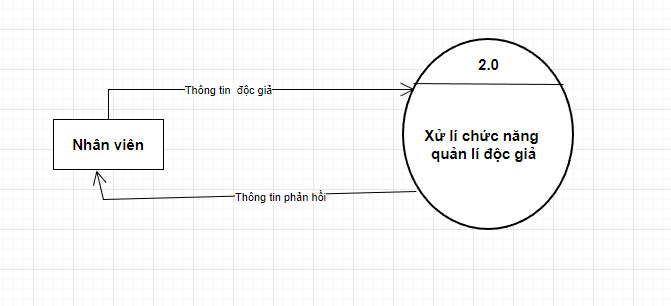 2.0
Thông tin độc giả
Nhân viên
Xử lí chức năng
quản lí độc giả
Thông tin phản hồi